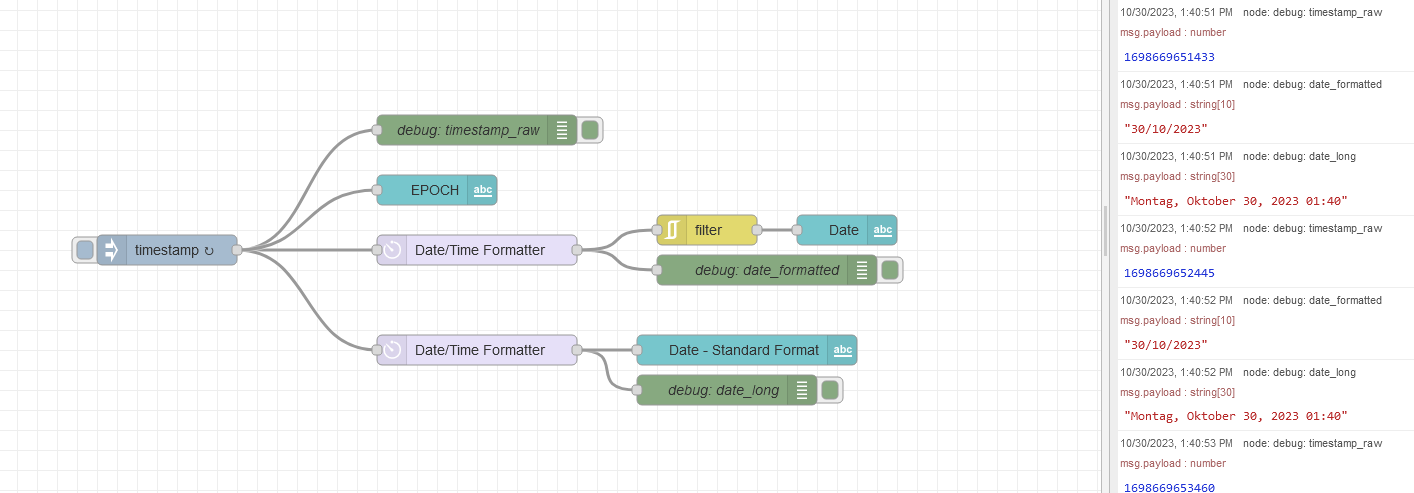 debug: timestamp_raw
EPOCH
abc
timestamp ↻
Date/Time Formatter
filter
Date
abc
debug: date_formatted
Date/Time Formatter
Date - Standard Format
abc
debug: date_long
10/30/2023, 1:40:51 PM node: debug: timestamp_raw
msg.payload : number
1698669651433
10/30/2023, 1:40:51 PM node: debug: date_formatted
msg.payload : string[10]
"30/10/2023"
10/30/2023, 1:40:51 PM node: debug: date_long
msg.payload : string[30]
"Montag, Oktober 30, 2023 01:40"
10/30/2023, 1:40:52 PM node: debug: timestamp_raw
msg.payload : number
1698669652445
10/30/2023, 1:40:52 PM node: debug: date_formatted
msg.payload : string[10]
"30/10/2023"
10/30/2023, 1:40:52 PM node: debug: date_long
msg.payload : string[30]
"Montag, Oktober 30, 2023 01:40"
10/30/2023, 1:40:53 PM node: debug: timestamp_raw
msg.payload : number
1698669653460